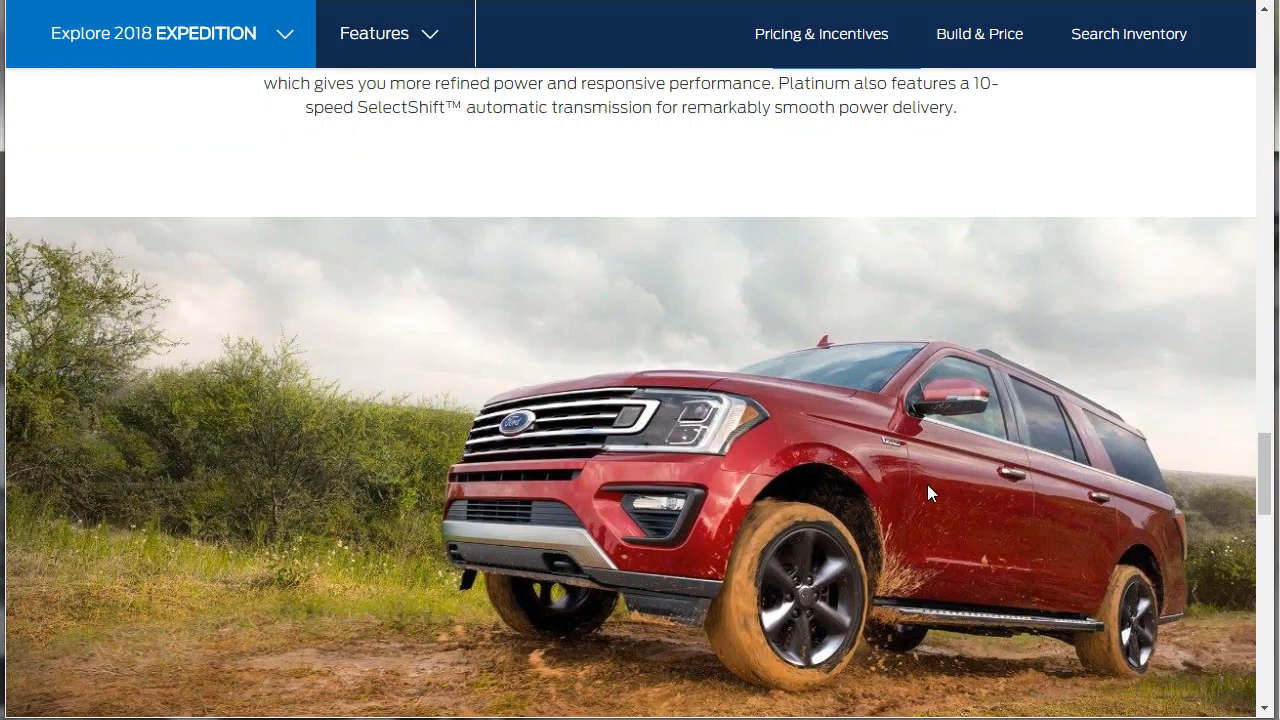 Explore 2018 EXPEDITION
Features
Pricing & Incentives
Build & Price
Search Inventory
which gives you more refined power and responsive performance. Platinum also features a 10-
speed SelectShift™ automatic transmission for remarkably smooth power delivery.
Ford